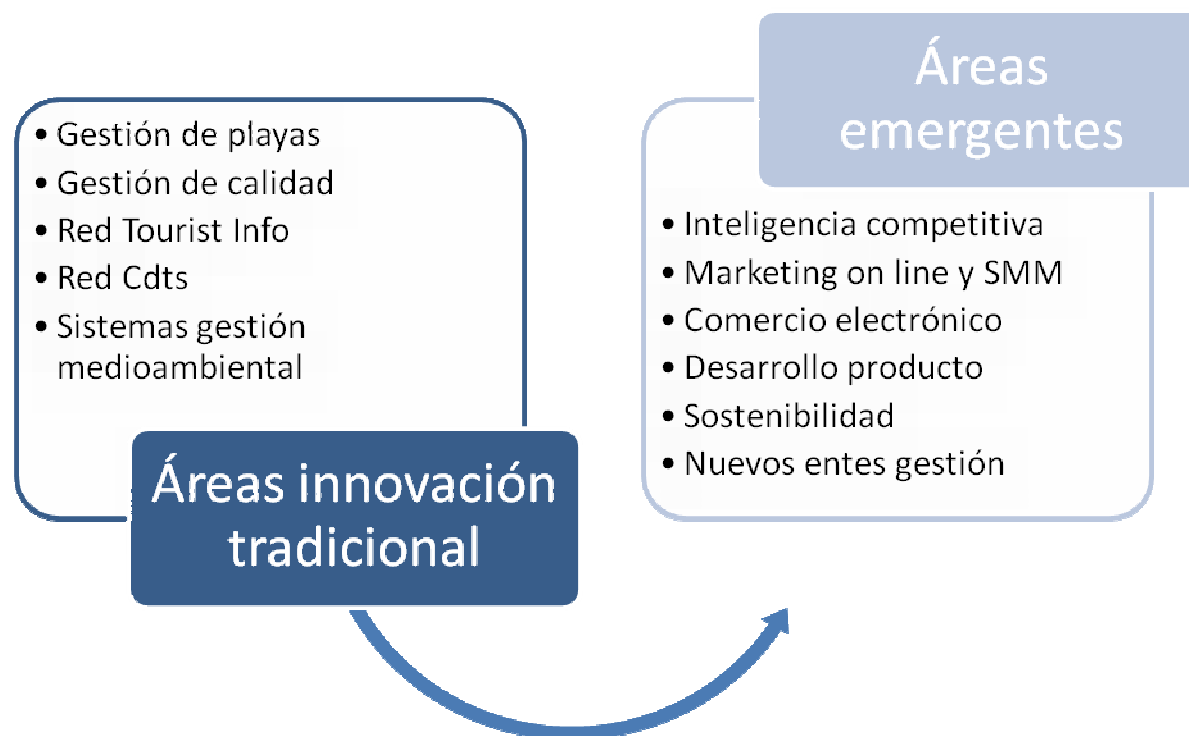 • Gestión de playas
• Gestión de calidad
• Red Tourist Info
• Red Cdts
• Sistemas gestión
medioambiental
Áreas innovación
tradicional
Áreas
emergentes
• Inteligencia competitiva
• Marketing on line y SMM
• Comercio electrónico
• Desarrollo producto
• Sostenibilidad
• Nuevos entes gestión